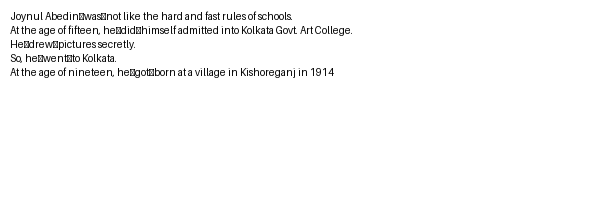 Joynul Abedin□was□not like the hard and fast rules of schools.
At the age of fifteen, he□did□himself admitted into Kolkata Govt. Art College.
He□drew□pictures secretly.
So, he□went□to Kolkata.
At the age of nineteen, he□got□born at a village in Kishoreganj in 1914